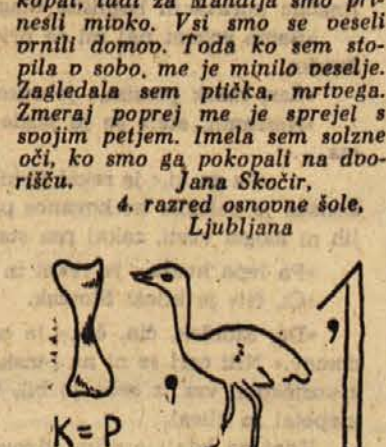 kopal, tudi za Mandija smo pri-
nesli mivko. Vsi smo se veseli
vrnili domov. Toda ko sem sto-
pila v sobo, me je minilo veselje.
Zagledala sem ptička, mrtvega.
Zmeraj poprej me je sprejel s
svojim petjem. Imela sem solzne
oči, ko smo ga pokopali na dvo-
rišču. Jana Skočir,
4. razred osnovne šole,
Ljubljana
,
,
K=P